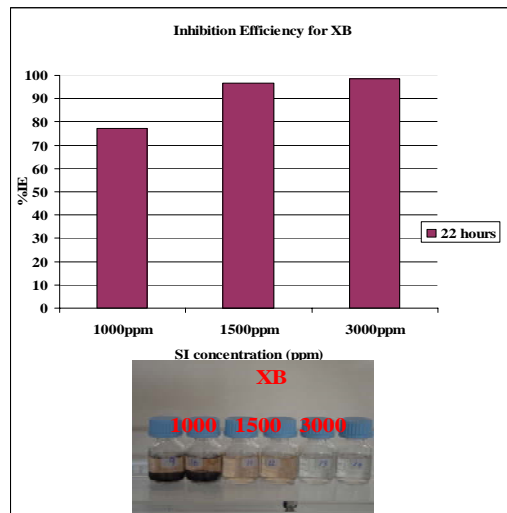 Inhibition Efficiency for XB
100
90
80
70
60
50
40
30
20
10
0
%IE
1000ppm 1500ppm 3000ppm
SI concentration (ppm)
22 hours
XB
1000 1500 3000